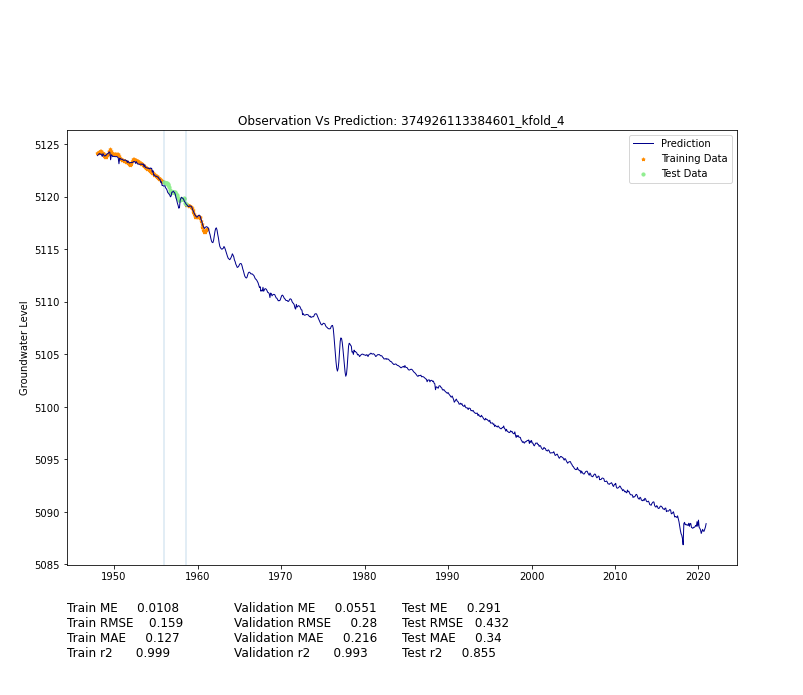 Observation Vs Prediction: 374926113384601_kfold_4
Prediction
Training Data
Test Data
Groundwater Level
5125
5120
5115
5110
5105
5100
5095
5090
5085
1950 1960 1970 1980 1990 2000 2010 2020
Train ME 0.0108 Validation ME 0.0551 Test ME 0.291
Train RMSE 0.159 Validation RMSE 0.28 Test RMSE 0.432
Train MAE 0.127 Validation MAE 0.216 Test MAE 0.34
Train r2 0.999 Validation r2 0.993 Test r2 0.855